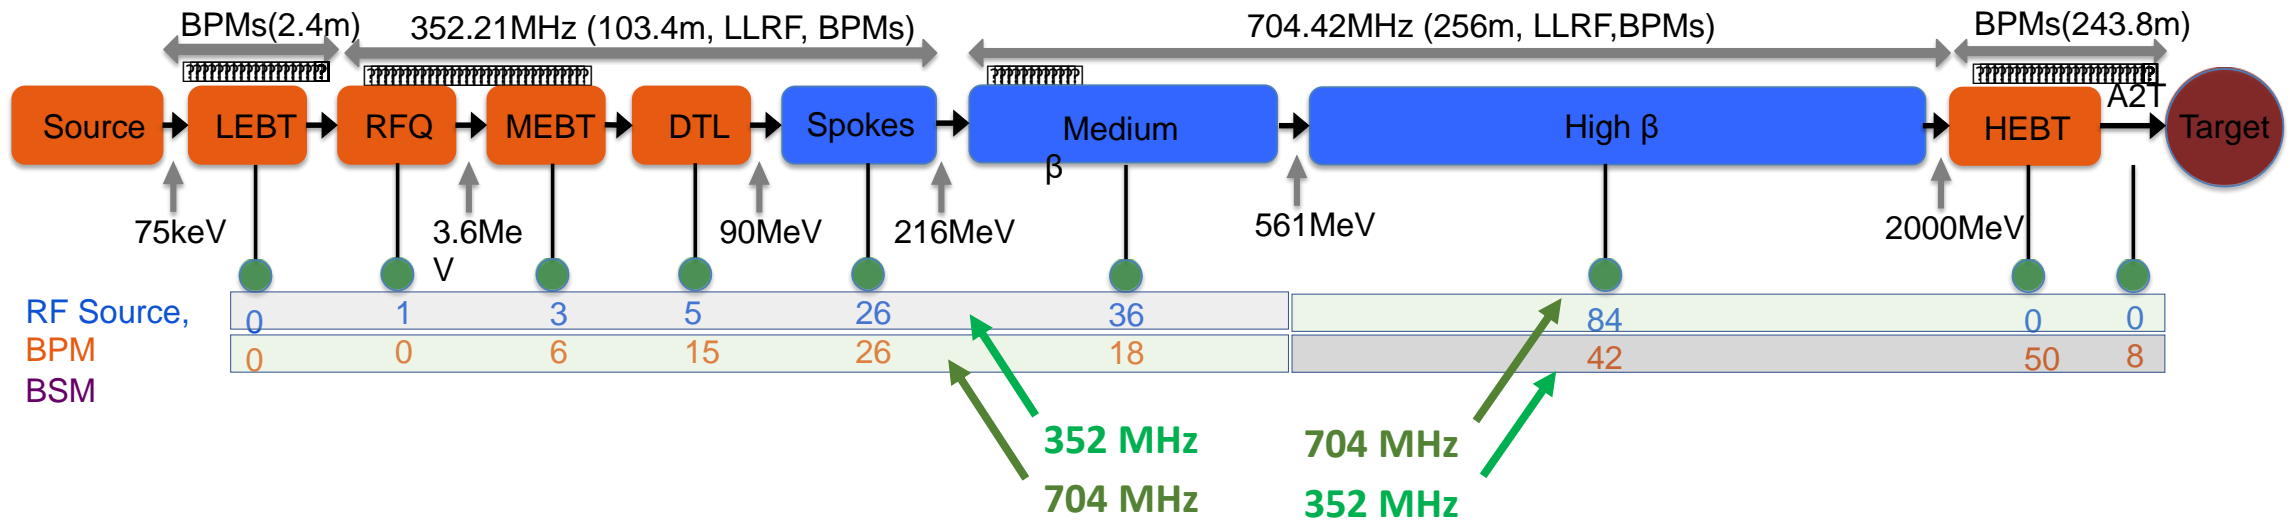 BPMs(2.4m)
352.21MHz (103.4m, LLRF, BPMs)
704.42MHz (256m, LLRF,BPMs)
BPMs(243.8m)
A2T
Source
LEBT
RFQ
MEBT
DTL
Spokes
Medium
β
High β
HEBT
Target
75keV
3.6Me
V
90MeV
216MeV
561MeV
2000MeV
RF Source,
0 1 3 5 26 36 84 0 0
BPM
0 0 6 15 26 18 42 50 8
BSM
352 MHz
704 MHz
704 MHz
352 MHz